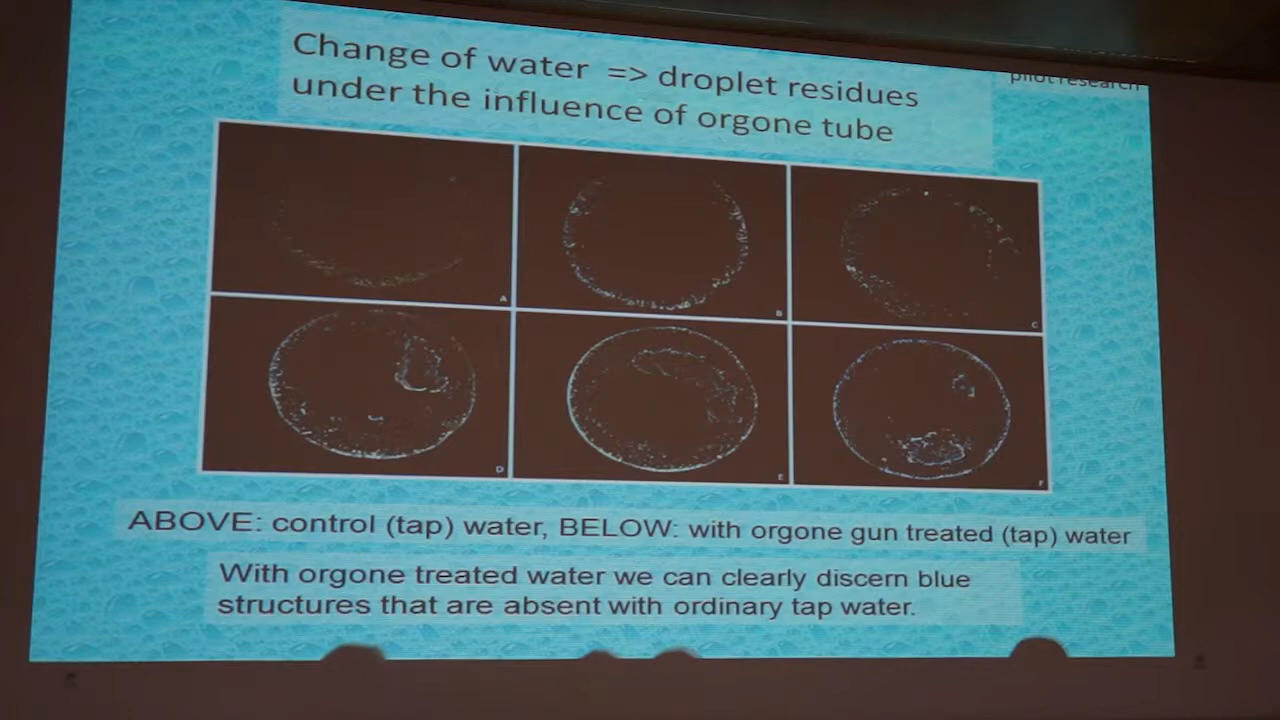 Change of water => droplet residues
under the influence of orgone tube
pilot research
A
B
C
D
E
F
ABOVE: control (tap) water, BELOW: with orgone gun treated (tap) water
With orgone treated water we can clearly discern blue
structures that are absent with ordinary tap water.